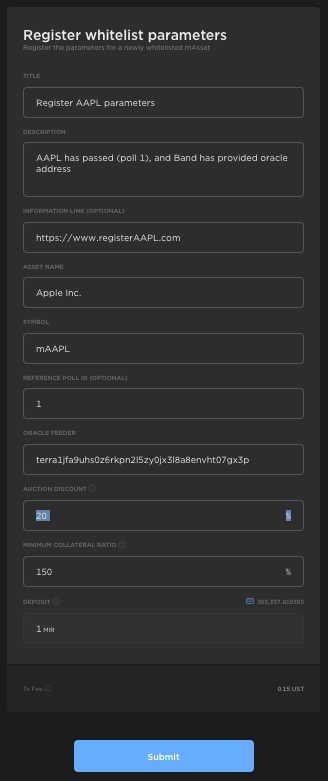 Register whitelist parameters
Register the parameters for a newly whitelisted mAsset
TITLE
Register AAPL parameters
DESCRIPTION
AAPL has passed (poll 1), and Band has provided oracle
address
INFORMATION LINK (OPTIONAL)
https://www.registerAAPL.com
ASSET NAME
Apple Inc.
SYMBOL
mAAPL
REFERENCE POLL ID (OPTIONAL)
1
ORACLE FEEDER
terra1jfa9uhs0z6rkpn2l5zy0jx3l8a8envht07gx3p
AUCTION DISCOUNT
20 %
MINIMUM COLLATERAL RATIO
150 %
DEPOSIT 365,357.819385
1 MIR
Tx Fee 0.15 UST
Submit